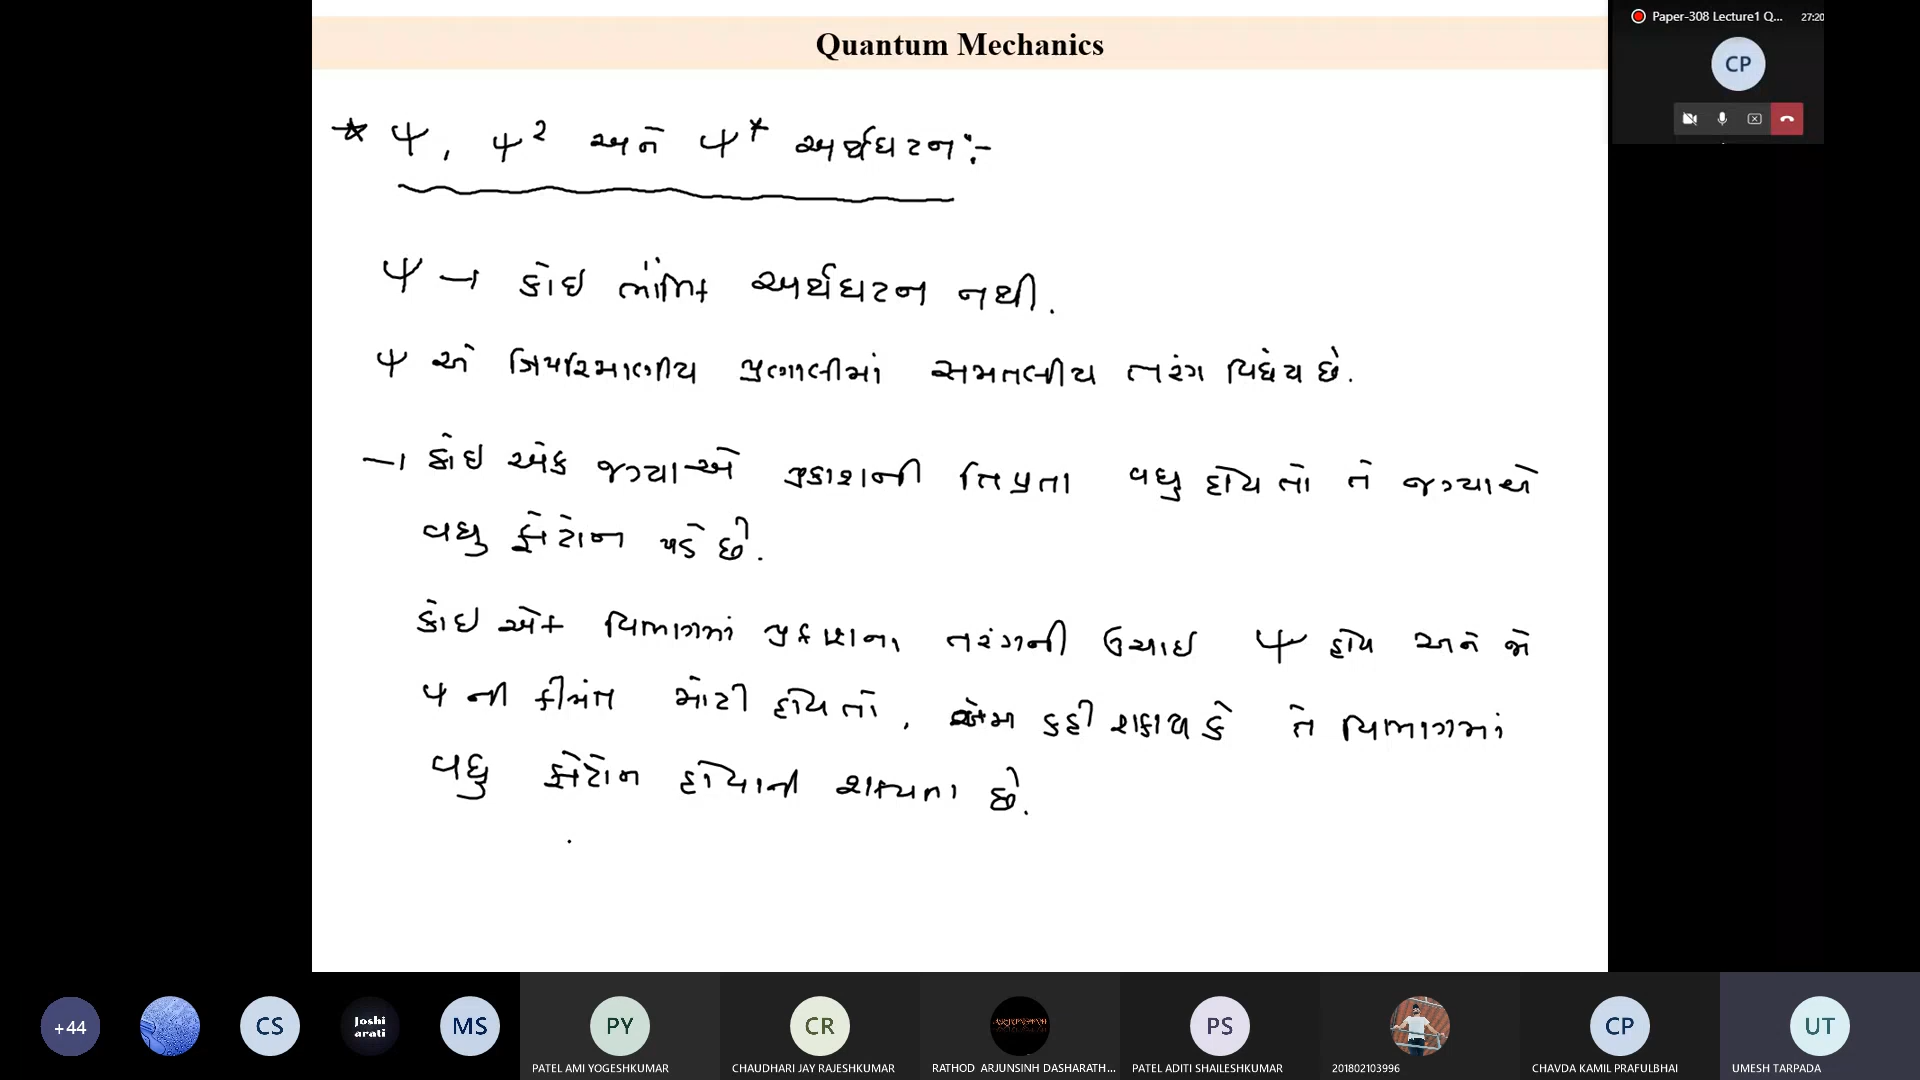 Quantum Mechanics
Paper-308 Lecture1 Q... 27:20
CP
* Ψ, Ψ² અને Ψ* અર્થઘટન :-
Ψ → કોઇ ભૌતિક અર્થઘટન નથી.
Ψ એ ત્રિપરિમાણીય પ્રણાલીમાં સમતલીય તરંગ વિધેય છે.
→ કોઇ એક જગ્યાએ પ્રકાશની તિવ્રતા વધુ હોય તો તે જગ્યાએ
વધુ ફોટોન પડે છે.
કોઇ એક વિભાગમાં પ્રકાશના તરંગની ઉંચાઇ Ψ હોય અને જો
Ψ ની કીમંત મોટી હોય તો, એમ કહી શકાય કે તે વિભાગમાં
વધુ ફોટોન હોવાની શક્યતા છે.
+44 CS Joshi arati MS PY CR PS CP UT
PATEL AMI YOGESHKUMAR CHAUDHARI JAY RAJESHKUMAR RATHOD ARJUNSINH DASHARATH... PATEL ADITI SHAILESHKUMAR 201802103996 CHAVDA KAMIL PRAFULBHAI UMESH TARPADA